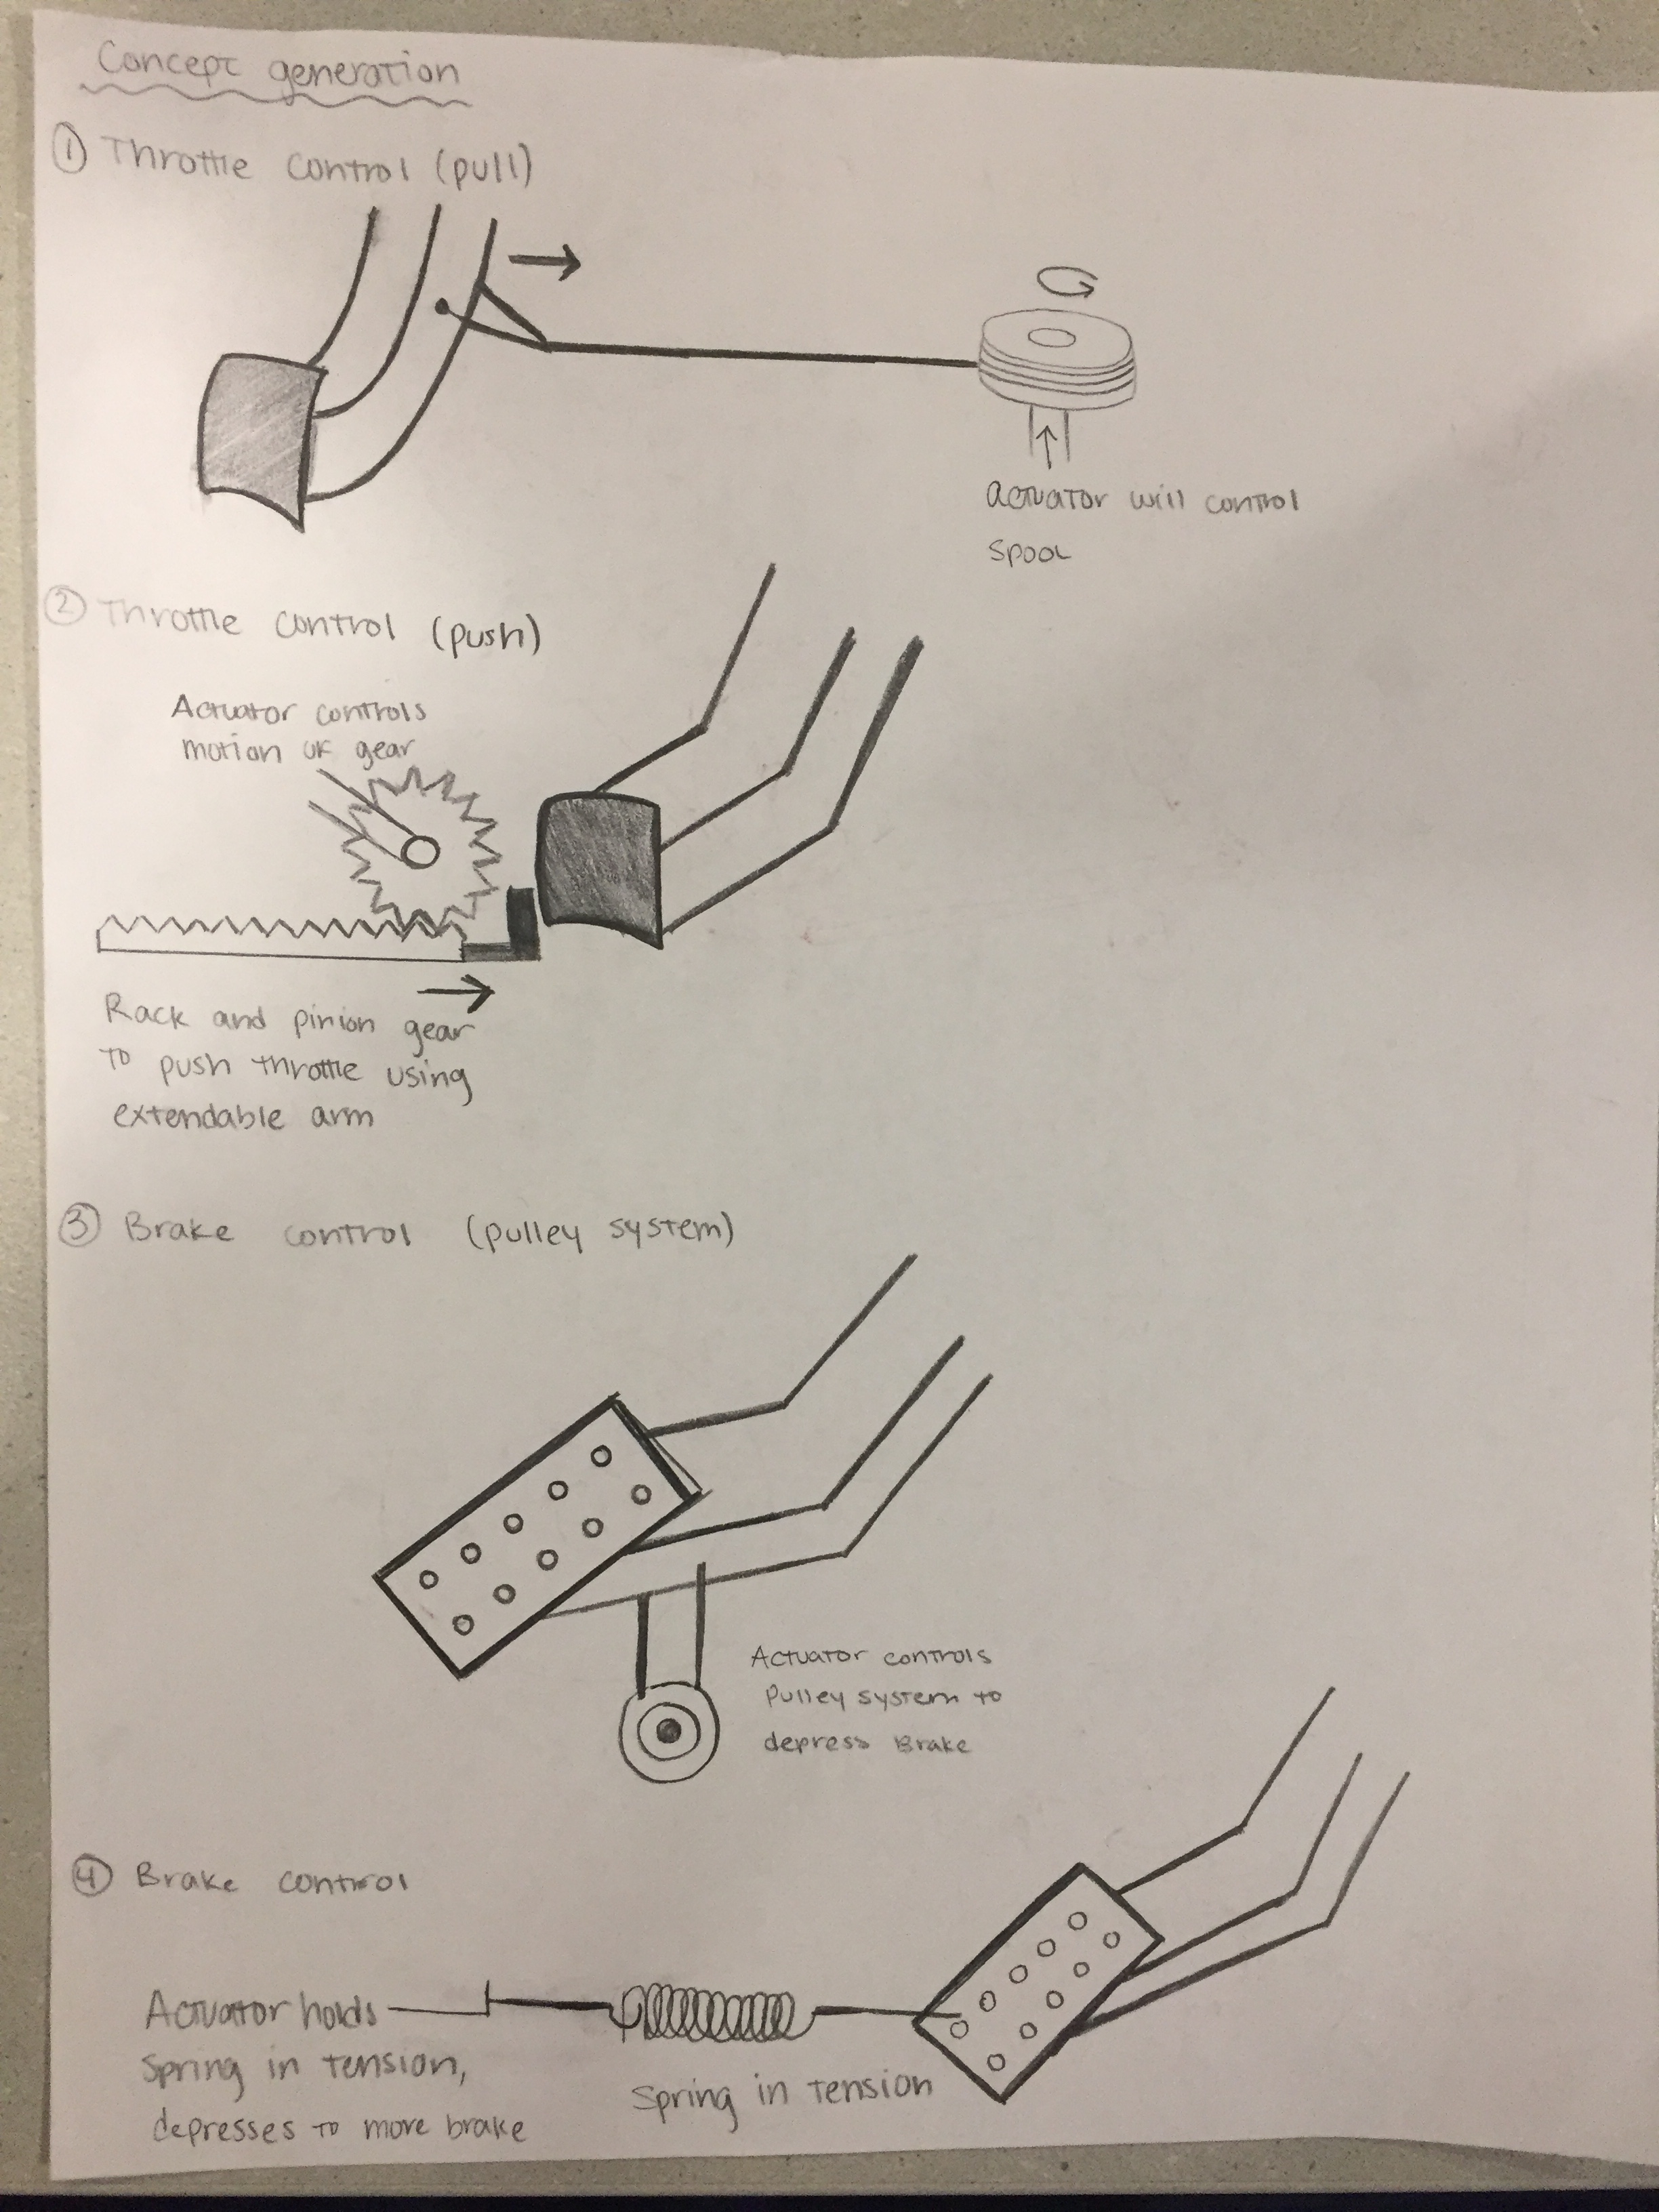 Concept generation
① Throttle control (pull)
actuator will control
spool
② Throttle control (push)
Actuator controls
motion of gear
Rack and pinion gear
to push throttle using
extendable arm
③ Brake control (pulley system)
Actuator controls
Pulley system to
depress Brake
④ Brake control
Actuator holds
spring in tension,
depresses to move brake
Spring in tension